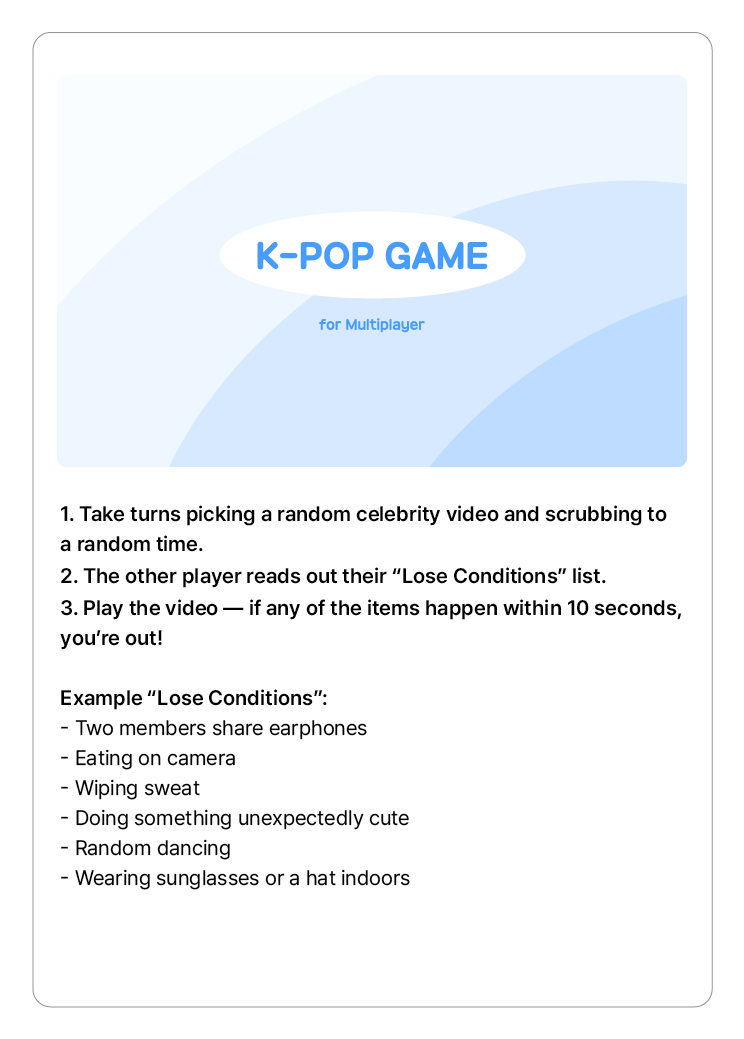 K-POP GAME
for Multiplayer
1. Take turns picking a random celebrity video and scrubbing to
a random time.
2. The other player reads out their “Lose Conditions” list.
3. Play the video — if any of the items happen within 10 seconds,
you’re out!
Example “Lose Conditions”:
- Two members share earphones
- Eating on camera
- Wiping sweat
- Doing something unexpectedly cute
- Random dancing
- Wearing sunglasses or a hat indoors